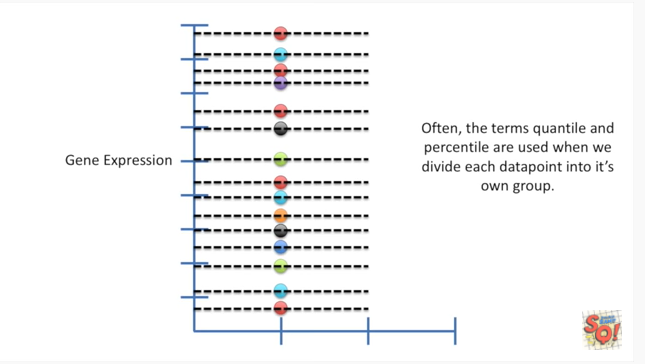 Gene Expression
Often, the terms quantile and
percentile are used when we
divide each datapoint into it's
own group.
SQ!